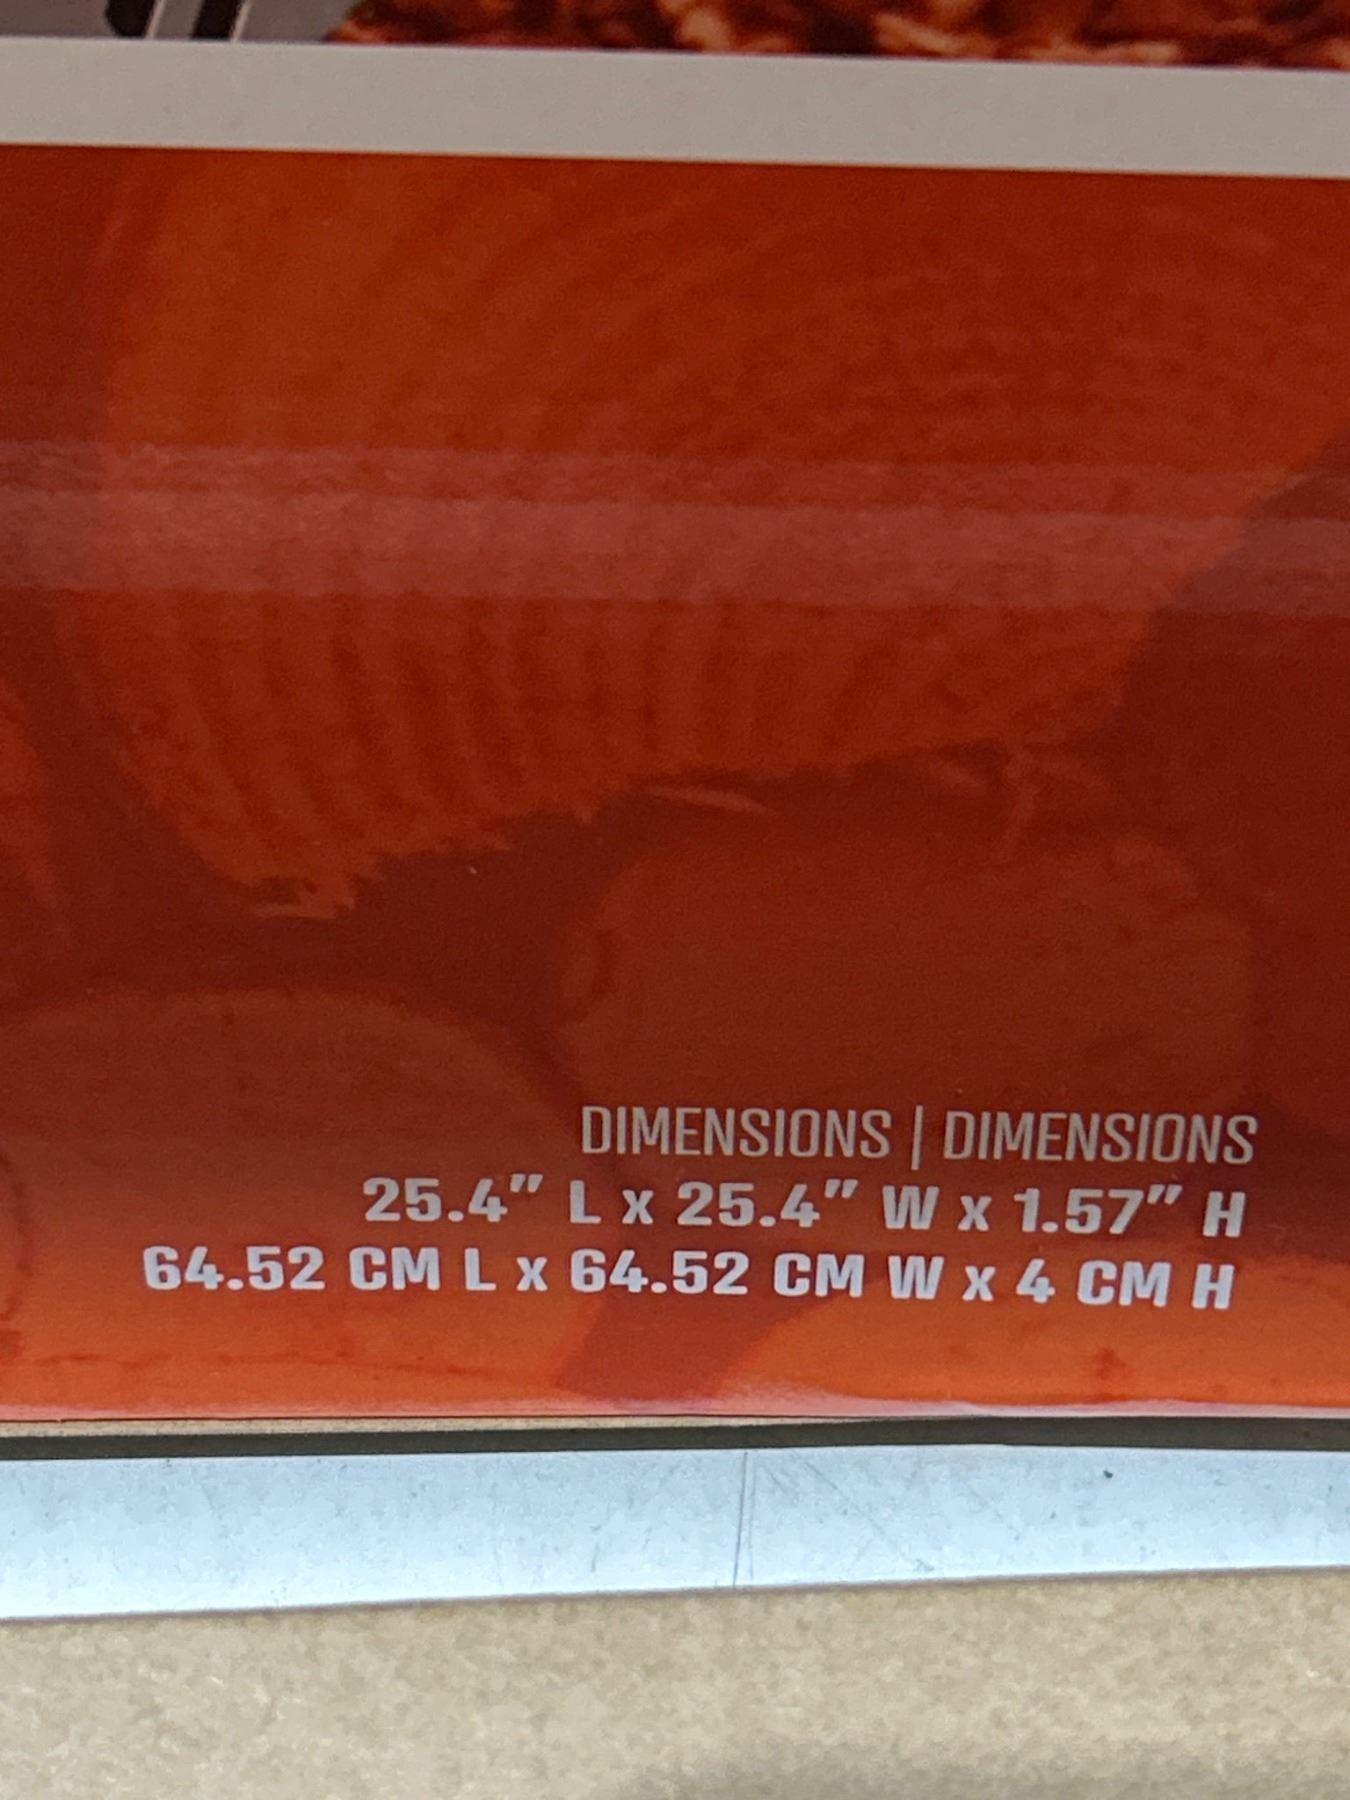 DIMENSIONS | DIMENSIONS
25.4" L x 25.4" W x 1.57" H
64.52 CM L x 64.52 CM W x 4 CM H